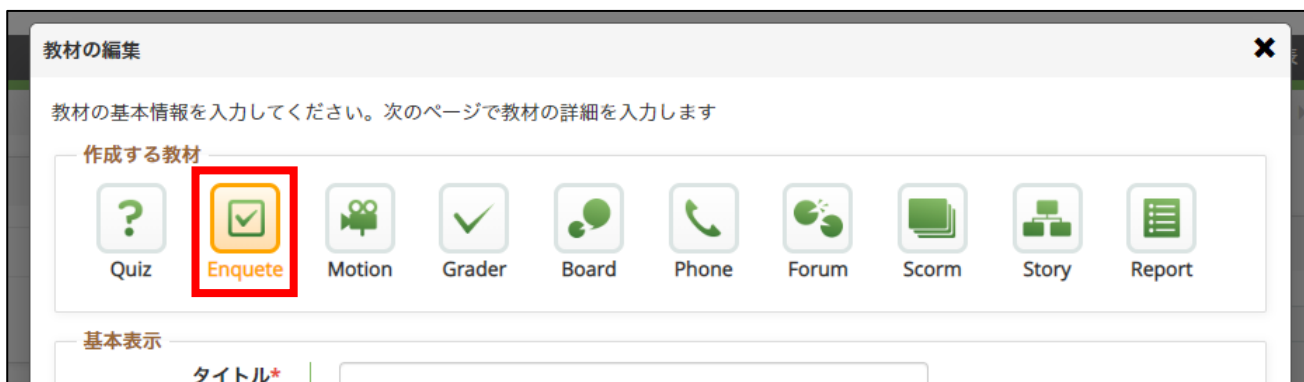 教材の編集
教材の基本情報を入力してください。次のページで教材の詳細を入力します
作成する教材
Quiz Enquete Motion Grader Board Phone Forum Scorm Story Report
基本表示
タイトル*